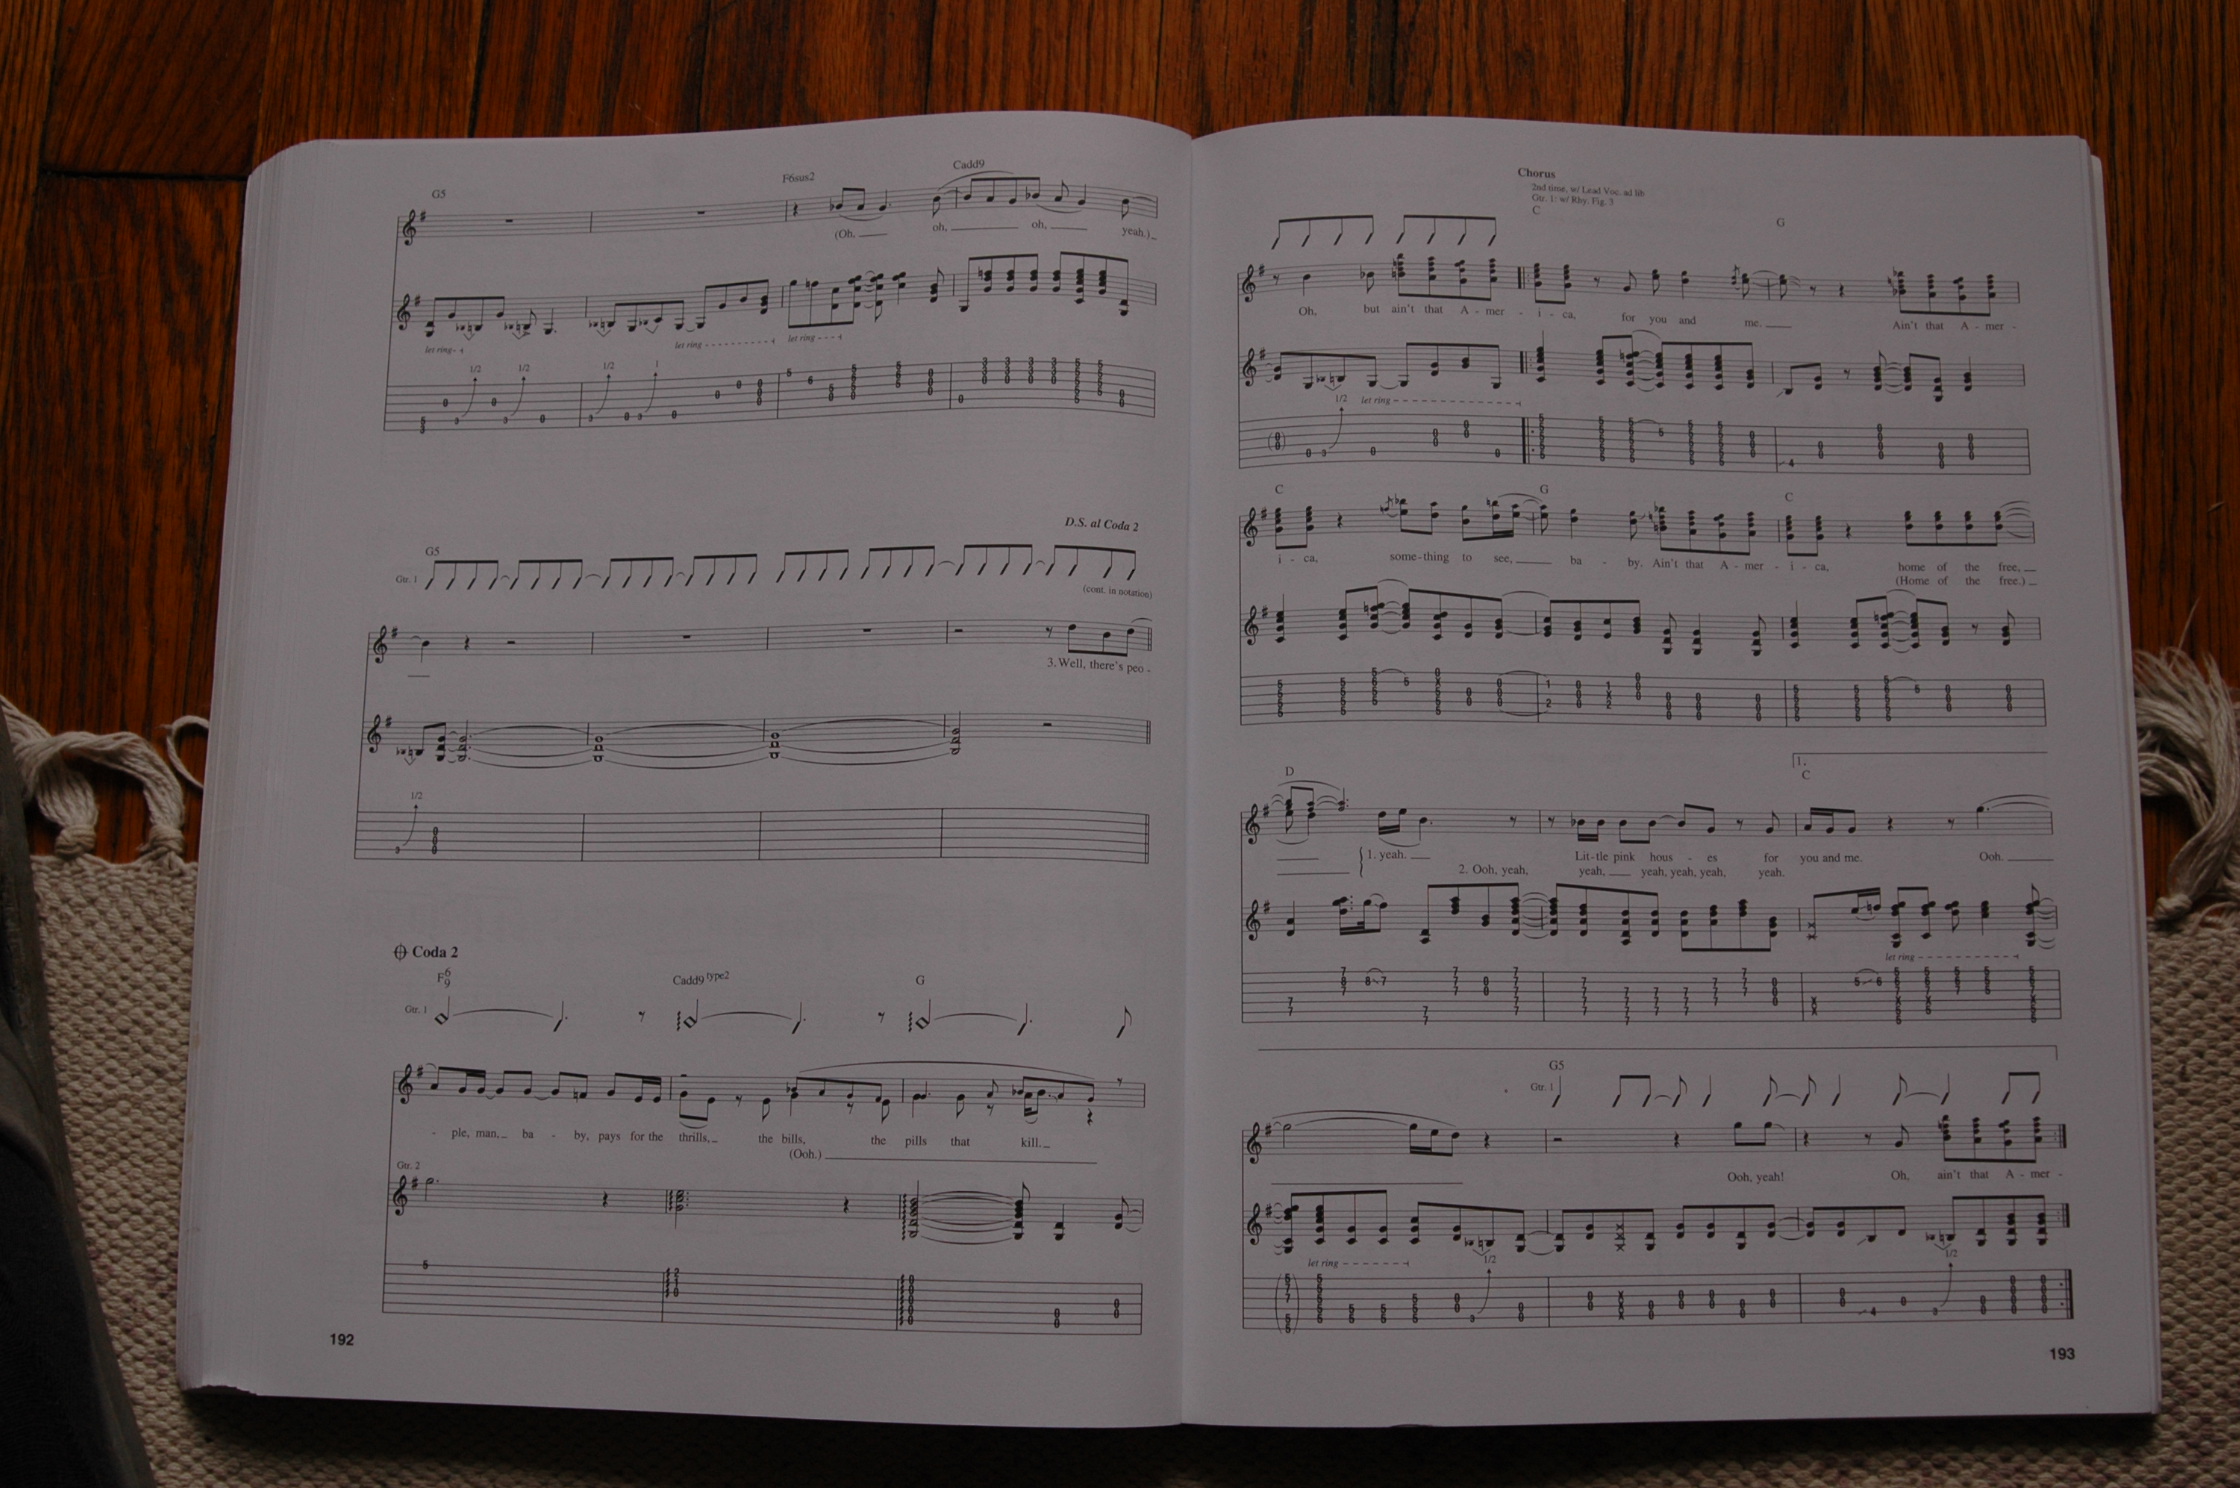 G5 F6sus2 Cadd9
(Oh. oh, oh, yeah.)
let ring let ring let ring
1/2 1/2 1/2 1
D.S. al Coda 2
G5
Gtr. 1
(cont. in notation)
3. Well, there's peo -
1/2
Coda 2
F6/9 Cadd9 type2 G
Gtr. 1
- ple, man, ba - by, pays for the thrills, the bills, the pills that kill.
(Ooh.)
Gtr. 2
192
Chorus
2nd time, w/ Lead Voc. ad lib
Gtr. 1: w/ Rhy. Fig. 3
C G
Oh, but ain't that A - mer - i - ca, for you and me. Ain't that A - mer -
1/2 let ring
C G C
i - ca, some - thing to see, ba - by. Ain't that A - mer - i - ca, home of the free,
(Home of the free.)
1.
D C
1. yeah. Lit - tle pink hous - es for you and me. Ooh.
2. Ooh, yeah, yeah, yeah, yeah, yeah, yeah.
let ring
G5
Gtr. 1
Ooh, yeah! Oh, ain't that A - mer -
let ring 1/2 1/2
193